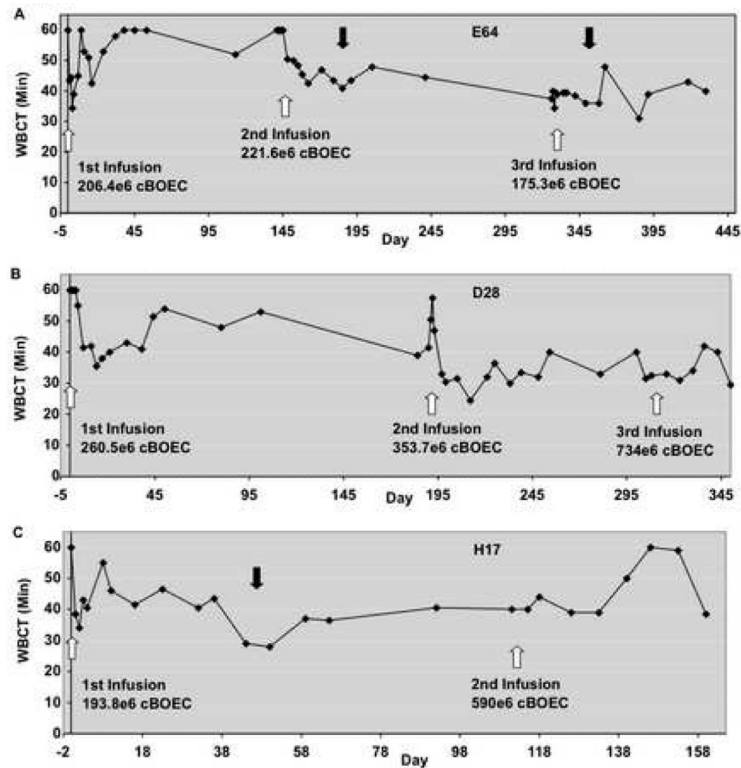 A
E64
WBCT (Min)
60
50
40
30
20
10
0
1st Infusion
206.4e6 cBOEC
2nd Infusion
221.6e6 cBOEC
3rd Infusion
175.3e6 cBOEC
-5 45 95 145 195 245 295 345 395 445
Day
B
D28
WBCT (Min)
60
50
40
30
20
10
0
1st Infusion
260.5e6 cBOEC
2nd Infusion
353.7e6 cBOEC
3rd Infusion
734e6 cBOEC
-5 45 95 145 195 245 295 345
Day
C
H17
WBCT (Min)
60
50
40
30
20
10
0
1st Infusion
193.8e6 cBOEC
2nd Infusion
590e6 cBOEC
-2 18 38 58 78 98 118 138 158
Day